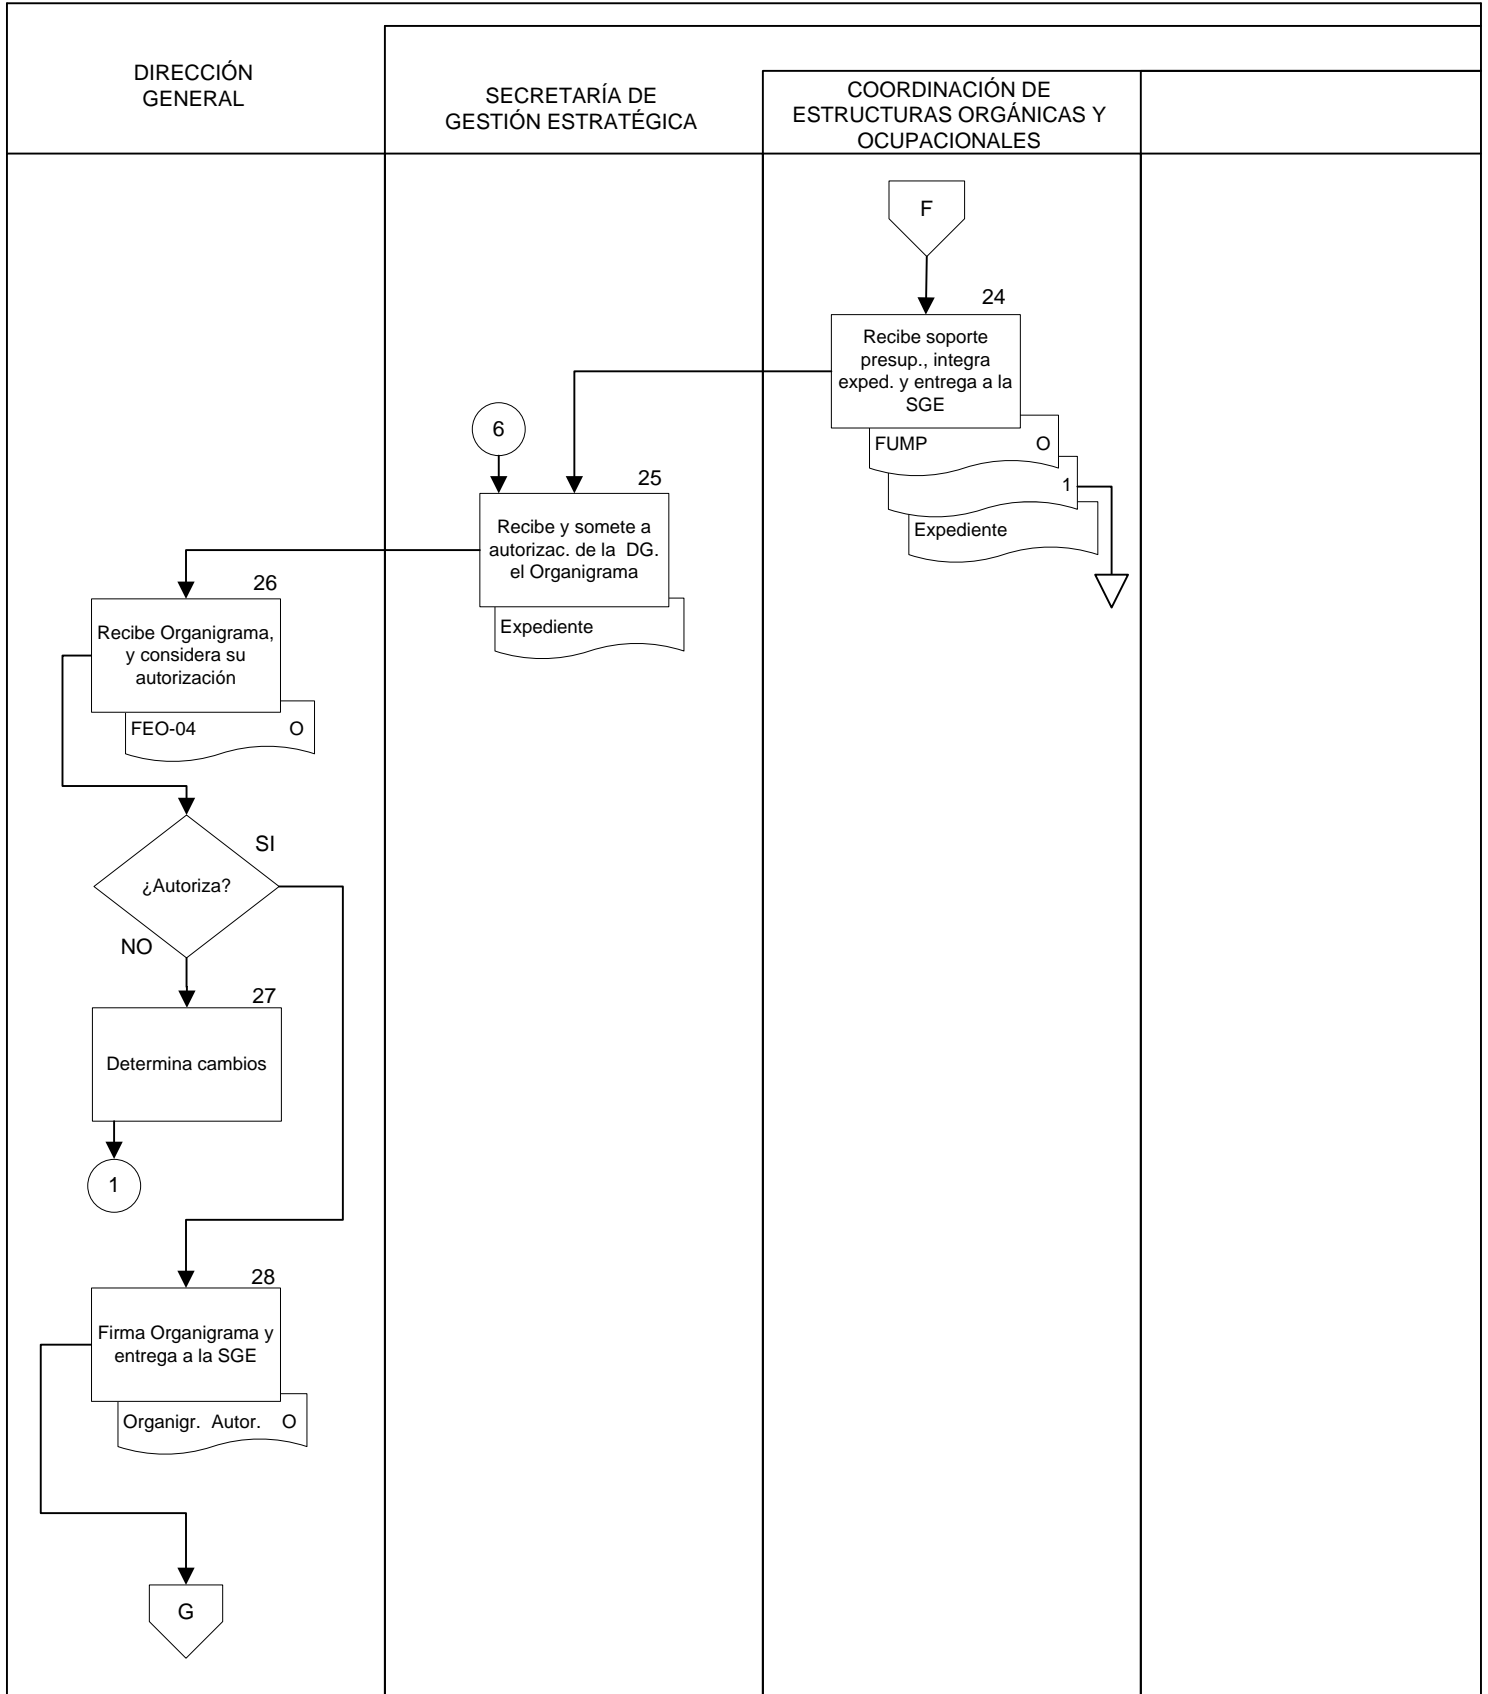 DIRECCIÓN
GENERAL
SECRETARÍA DE
GESTIÓN ESTRATÉGICA
COORDINACIÓN DE
ESTRUCTURAS ORGÁNICAS Y
OCUPACIONALES
F
24
Recibe soporte
presup., integra
exped. y entrega a la
SGE
FUMP O
1
Expediente
6
25
Recibe y somete a
autorizac. de la DG.
el Organigrama
Expediente
26
Recibe Organigrama,
y considera su
autorización
FEO-04 O
SI
¿Autoriza?
NO
27
Determina cambios
1
28
Firma Organigrama y
entrega a la SGE
Organigr. Autor. O
G